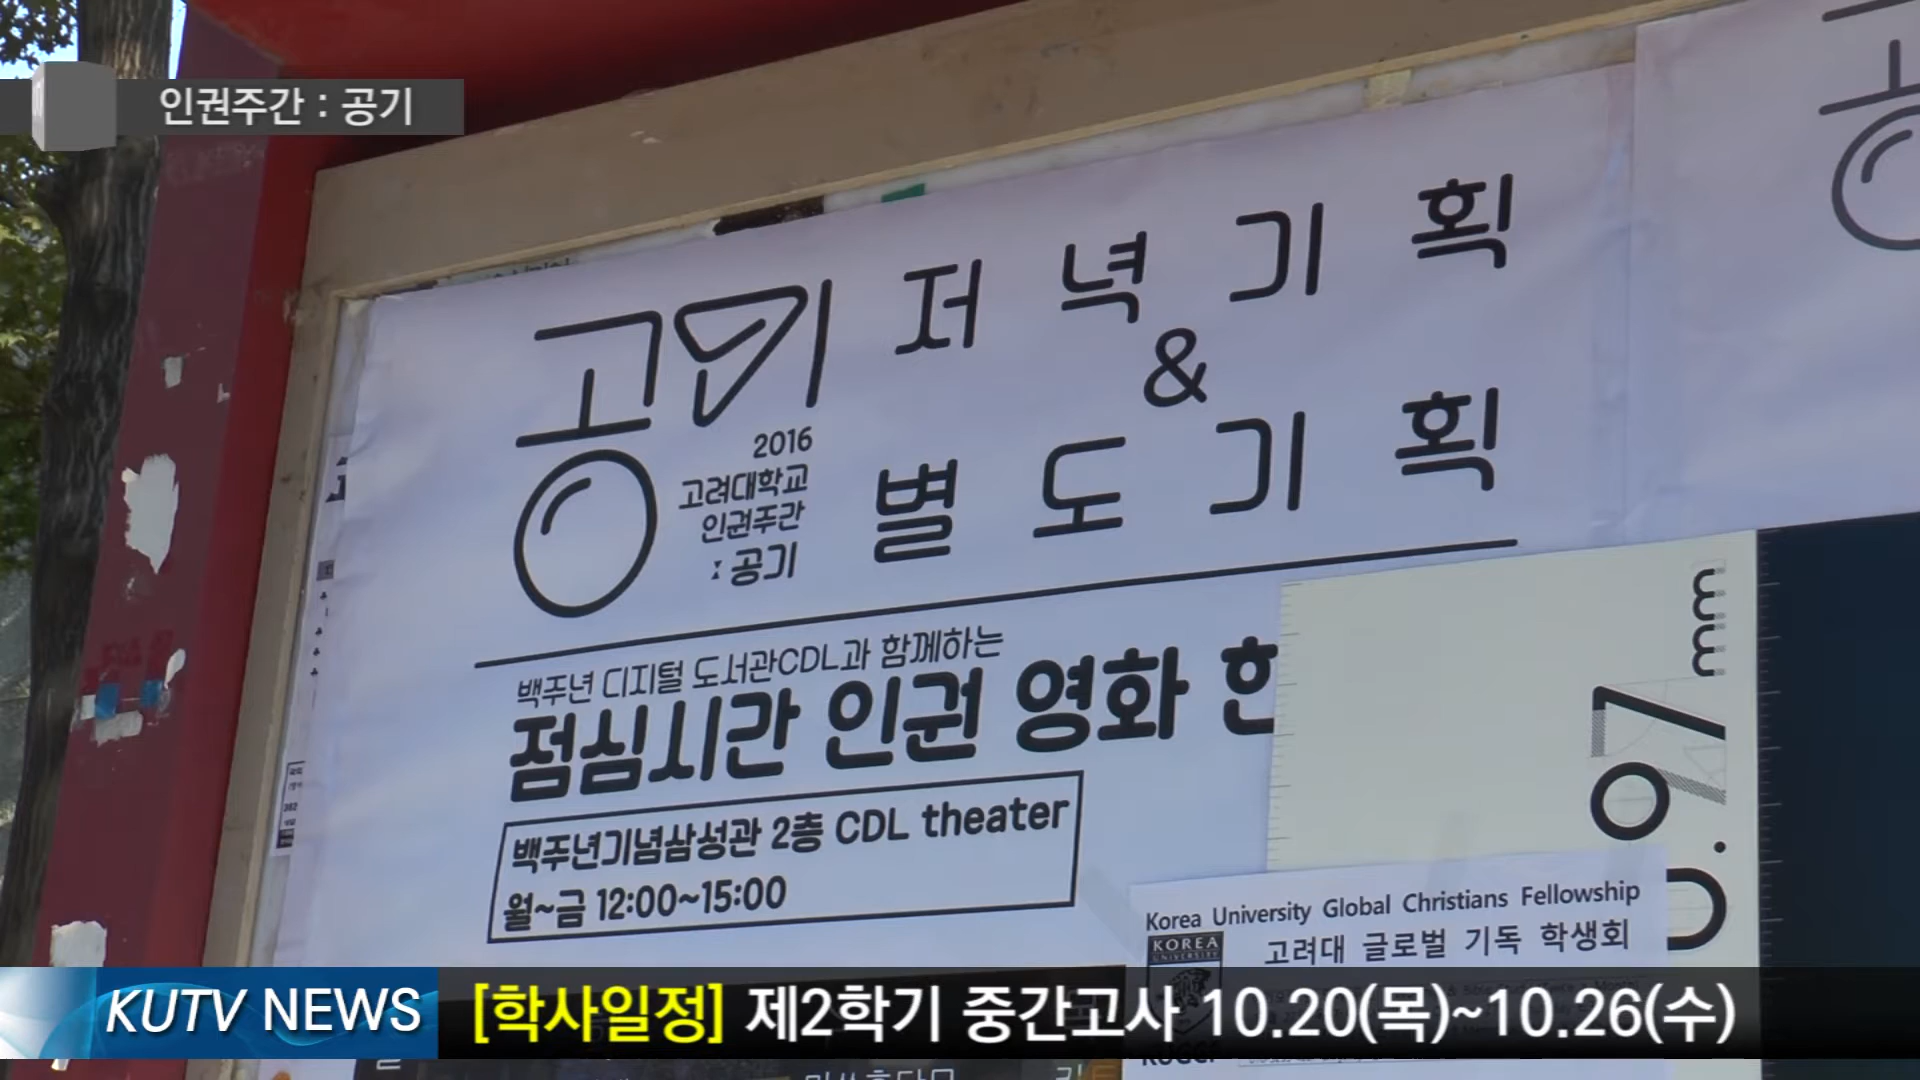 인권주간 : 공기
공기
저녁기획
&
별도기획
2016
고려대학교
인권주간
: 공기
백주년 디지털 도서관CDL과 함께하는
점심시간 인권 영화
백주년기념삼성관 2층 CDL theater
월~금 12:00~15:00
0.97 mm
Korea University Global Christians Fellowship
KOREA
UNIVERSITY
고려대 글로벌 기독 학생회
KUTV NEWS
[학사일정] 제2학기 중간고사 10.20(목)~10.26(수)